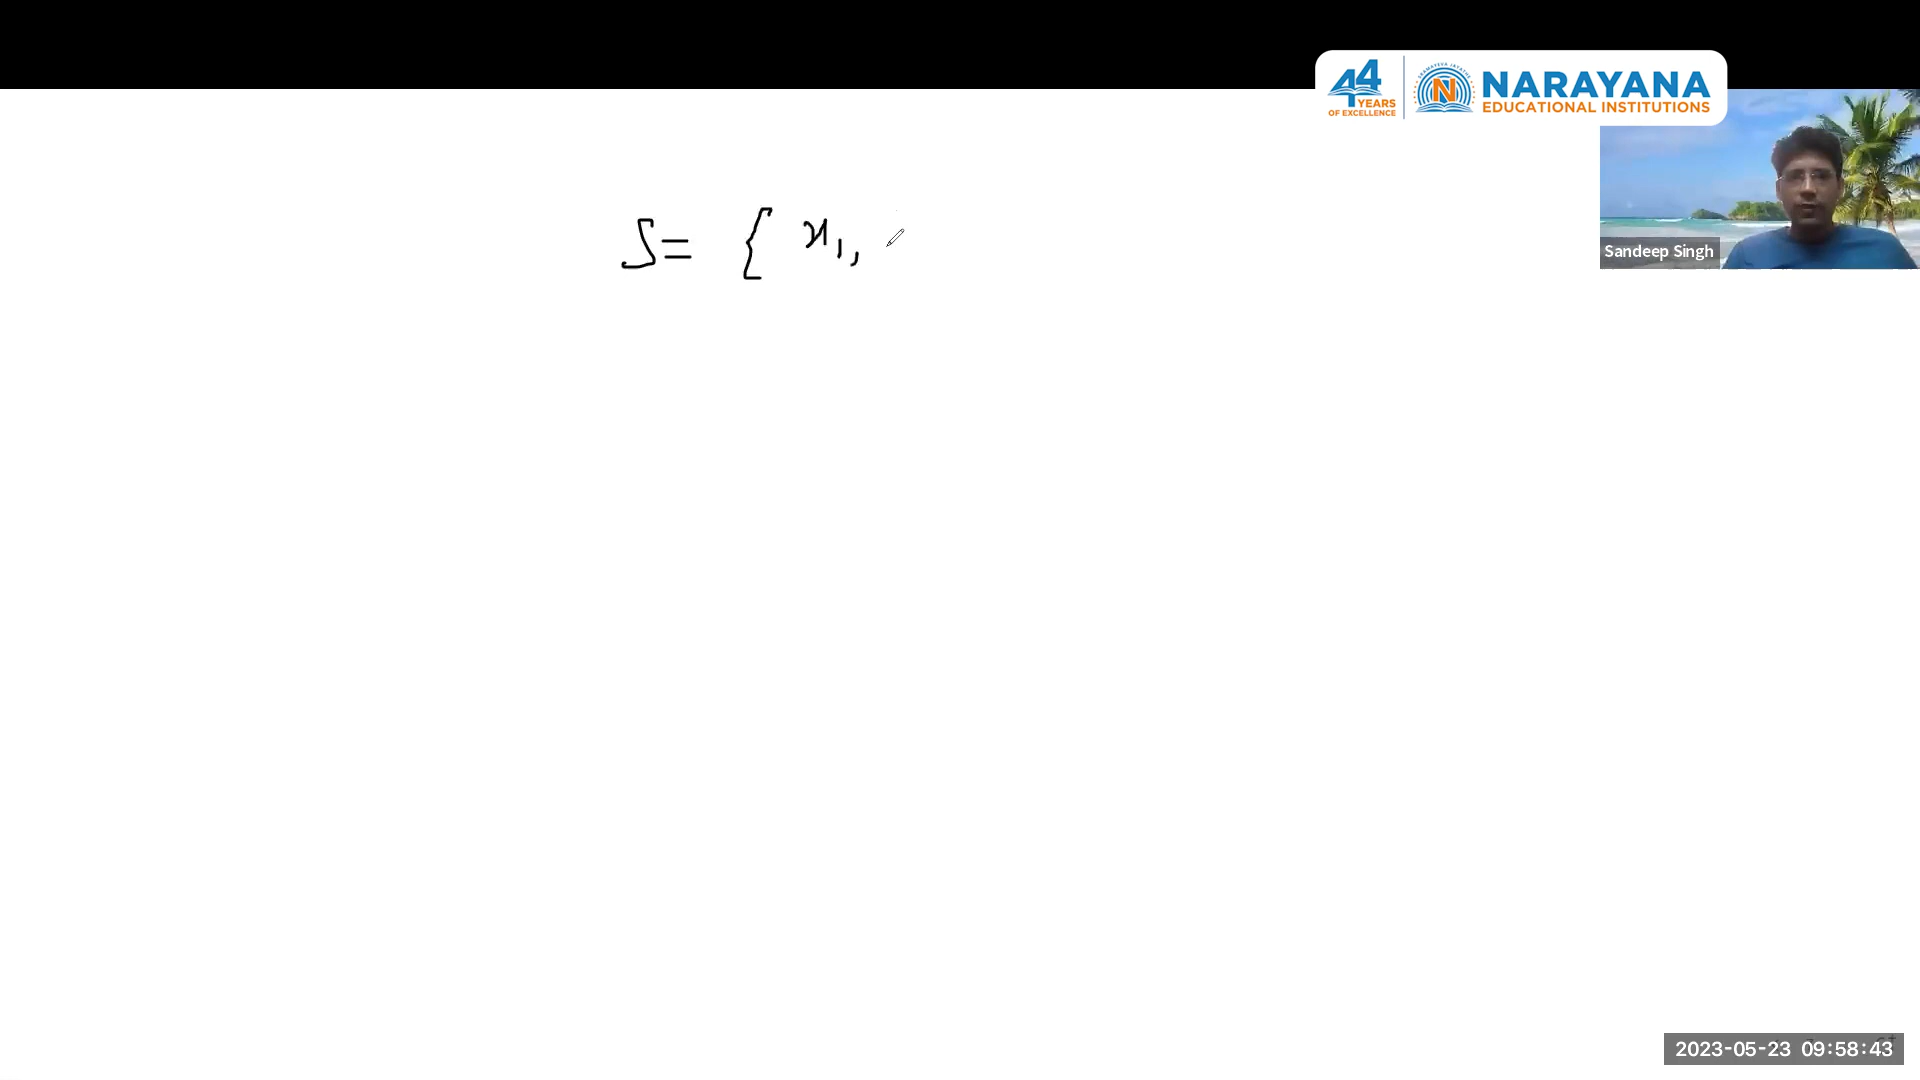 44 YEARS OF EXCELLENCE
NARAYANA
EDUCATIONAL INSTITUTIONS
S = { x₁,
Sandeep Singh
2023-05-23 09:58:43